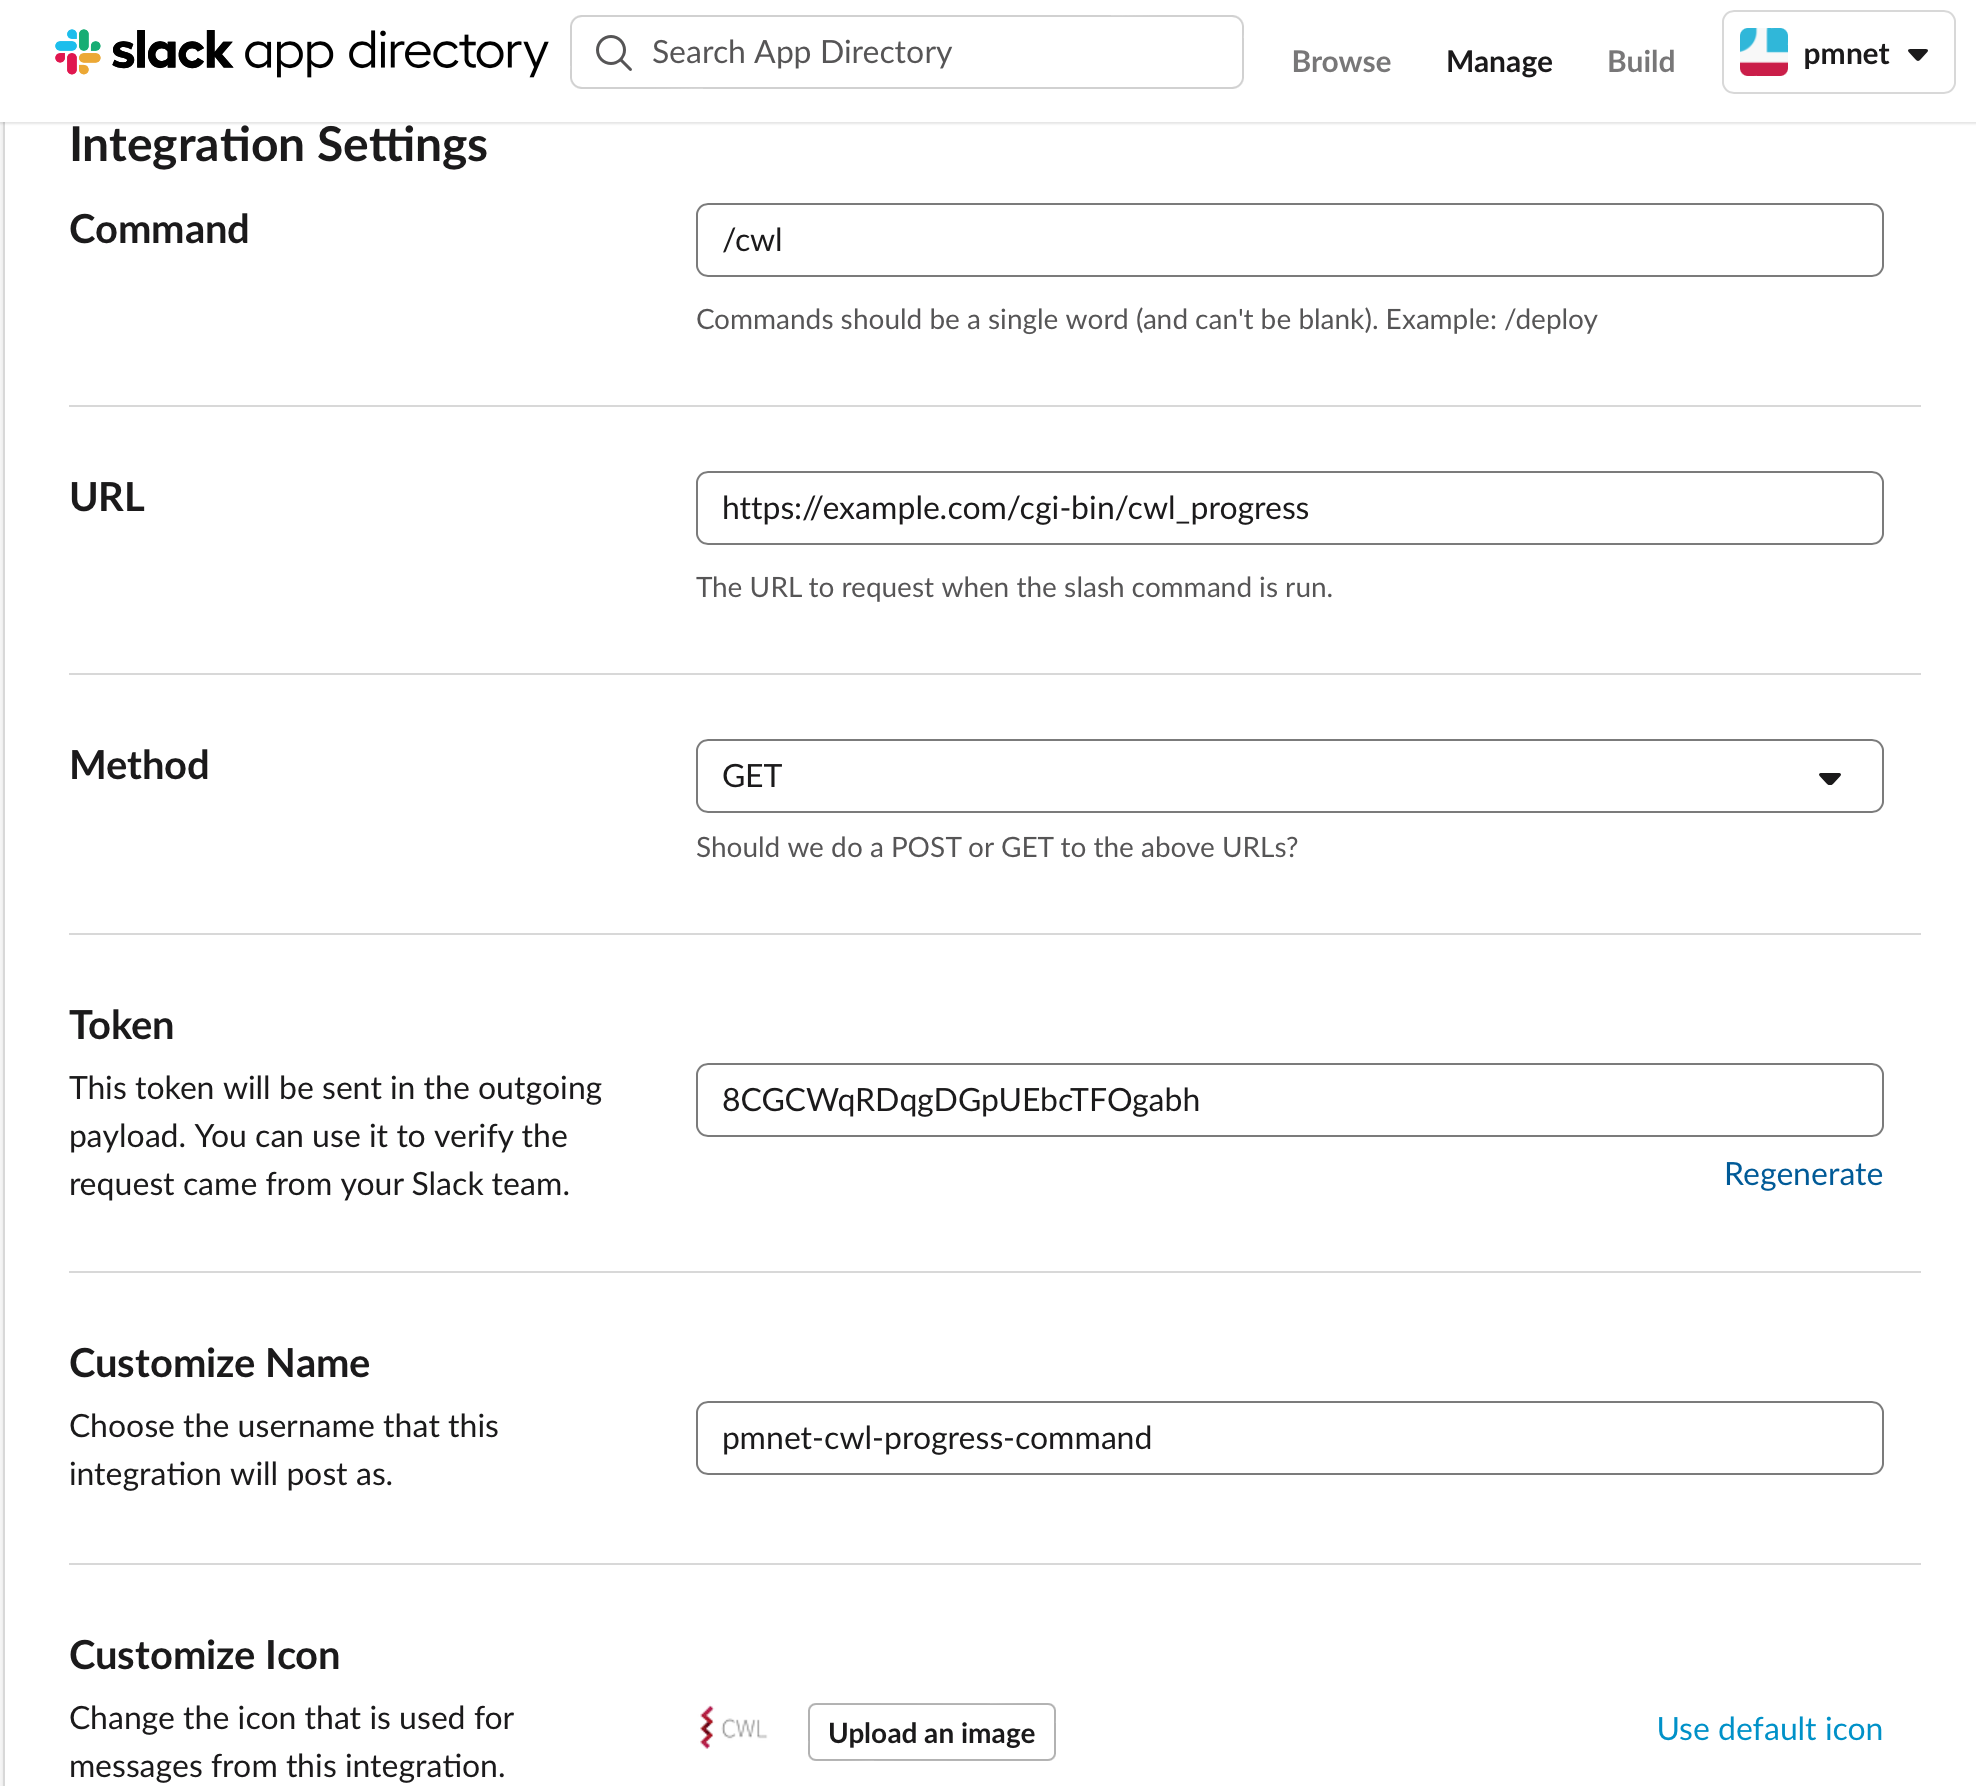 slack app directory
Search App Directory
Browse
Manage
Build
pmnet
Integration Settings
Command
/cwl
Commands should be a single word (and can't be blank). Example: /deploy
URL
https://example.com/cgi-bin/cwl_progress
The URL to request when the slash command is run.
Method
GET
Should we do a POST or GET to the above URLs?
Token
This token will be sent in the outgoing
payload. You can use it to verify the
request came from your Slack team.
8CGCWqRDqgDGpUEbcTFOgabh
Regenerate
Customize Name
Choose the username that this
integration will post as.
pmnet-cwl-progress-command
Customize Icon
Change the icon that is used for
messages from this integration.
CWL
Upload an image
Use default icon